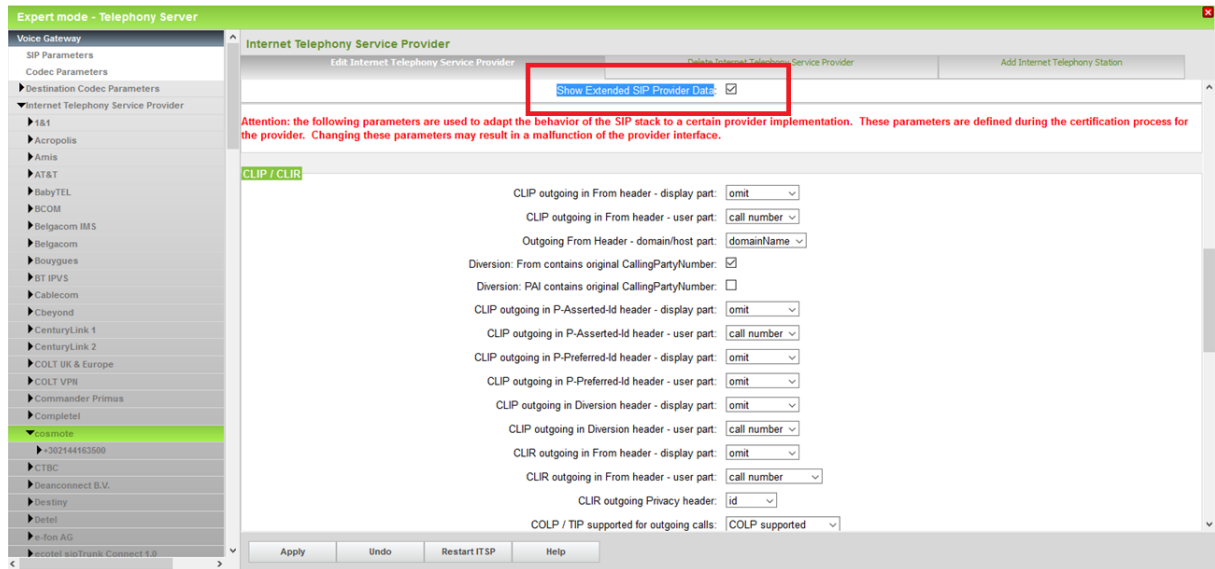 Expert mode - Telephony Server
Voice Gateway
SIP Parameters
Codec Parameters
Destination Codec Parameters
Internet Telephony Service Provider
1&1
Acropolis
Amis
AT&T
BabyTEL
BCOM
Belgacom IMS
Belgacom
Bouygues
BT IPVS
Cablecom
Cbeyond
CenturyLink 1
CenturyLink 2
COLT UK & Europe
COLT VPN
Commander Primus
Completel
cosmote
+302144163500
CTBC
Deanconnect B.V.
Destiny
Detel
e-fon AG
ecotel sipTrunk Connect 1.0
Internet Telephony Service Provider
Edit Internet Telephony Service Provider
Delete Internet Telephony Service Provider
Add Internet Telephony Station
Show Extended SIP Provider Data:
Attention: the following parameters are used to adapt the behavior of the SIP stack to a certain provider implementation. These parameters are defined during the certification process for
the provider. Changing these parameters may result in a malfunction of the provider interface.
CLIP / CLIR
CLIP outgoing in From header - display part: omit
CLIP outgoing in From header - user part: call number
Outgoing From Header - domain/host part: domainName
Diversion: From contains original CallingPartyNumber:
Diversion: PAI contains original CallingPartyNumber:
CLIP outgoing in P-Asserted-Id header - display part: omit
CLIP outgoing in P-Asserted-Id header - user part: call number
CLIP outgoing in P-Preferred-Id header - display part: omit
CLIP outgoing in P-Preferred-Id header - user part: omit
CLIP outgoing in Diversion header - display part: omit
CLIP outgoing in Diversion header - user part: call number
CLIR outgoing in From header - display part: omit
CLIR outgoing in From header - user part: call number
CLIR outgoing Privacy header: id
COLP / TIP supported for outgoing calls: COLP supported
Apply
Undo
Restart ITSP
Help